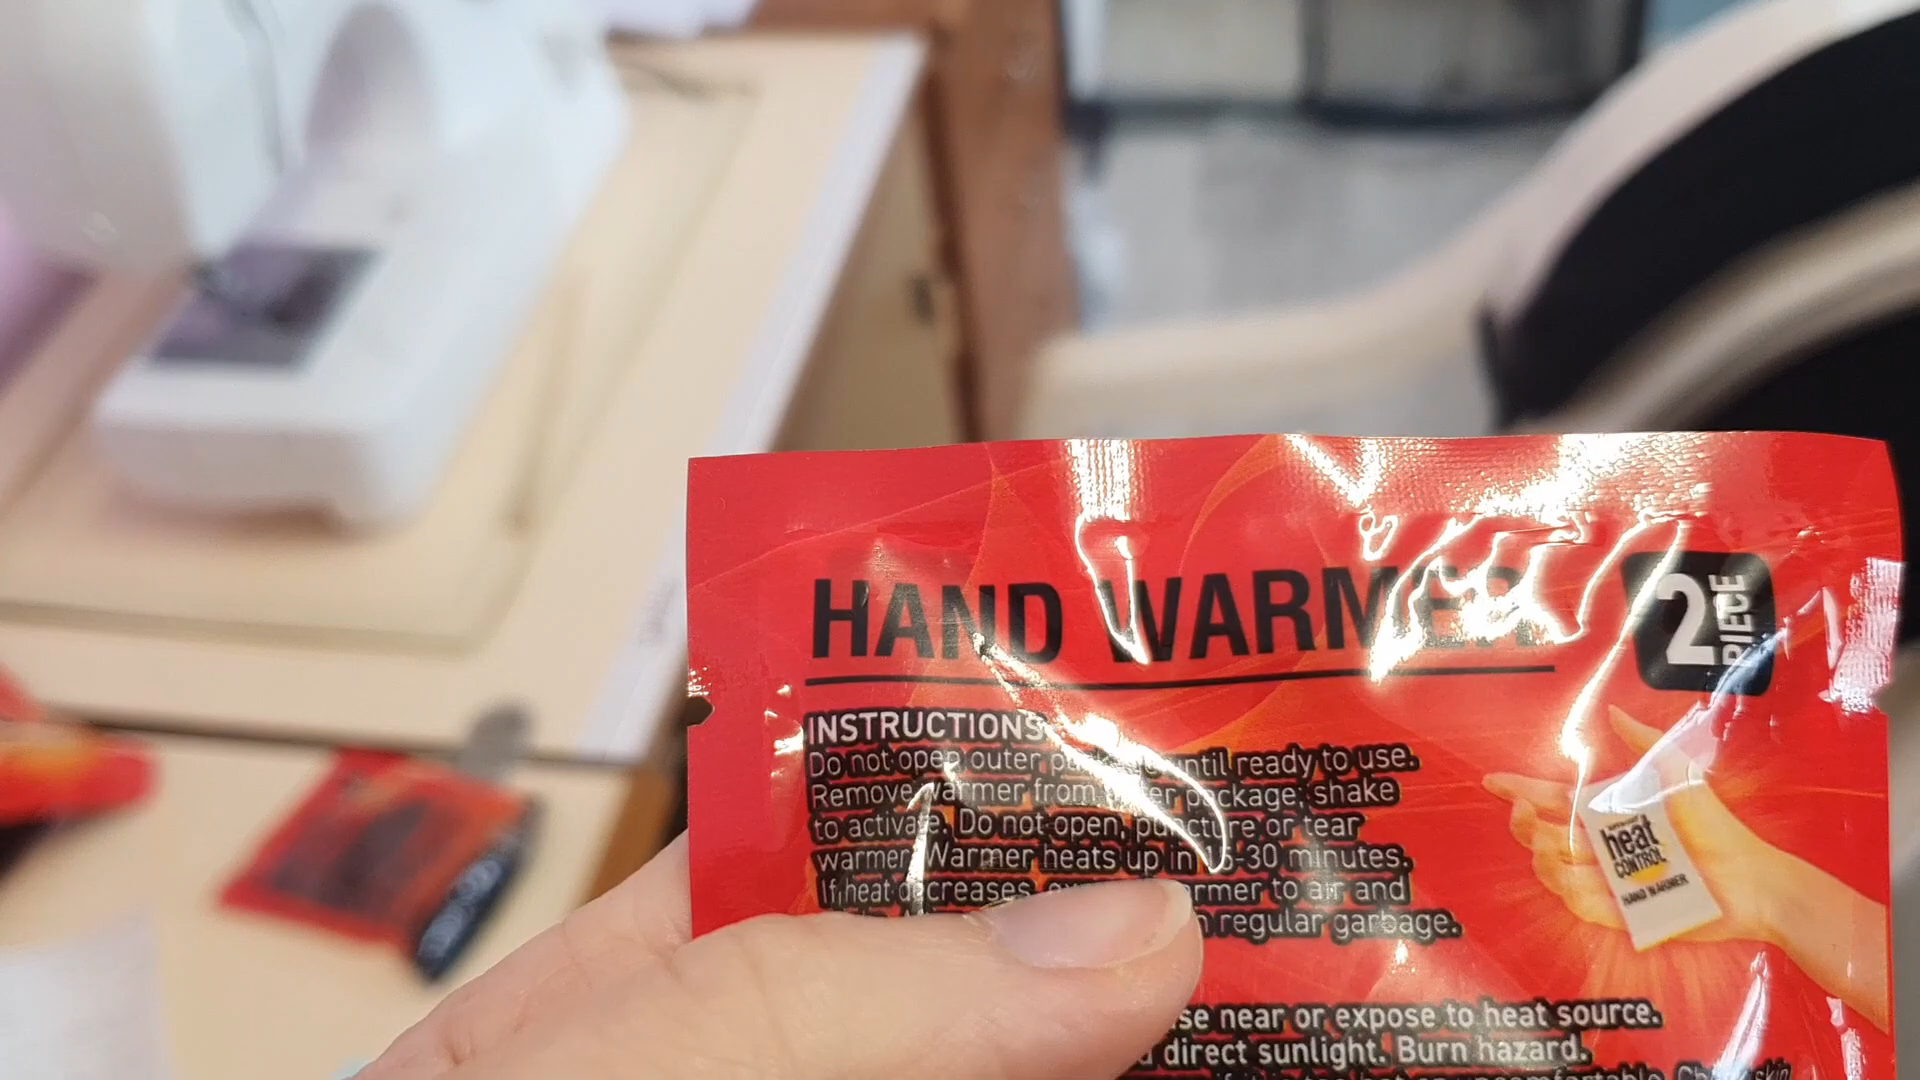 HAND WARMER
2 PIECE
INSTRUCTIONS
Do not open outer until ready to use.
Remove warmer from package; shake
to activate. Do not open, puncture or tear
warmer. Warmer heats up in 15-30 minutes.
If heat decreases, warmer to air and
regular garbage.
near or expose to heat source.
direct sunlight. Burn hazard.
heat
CONTROL
HAND WARMER